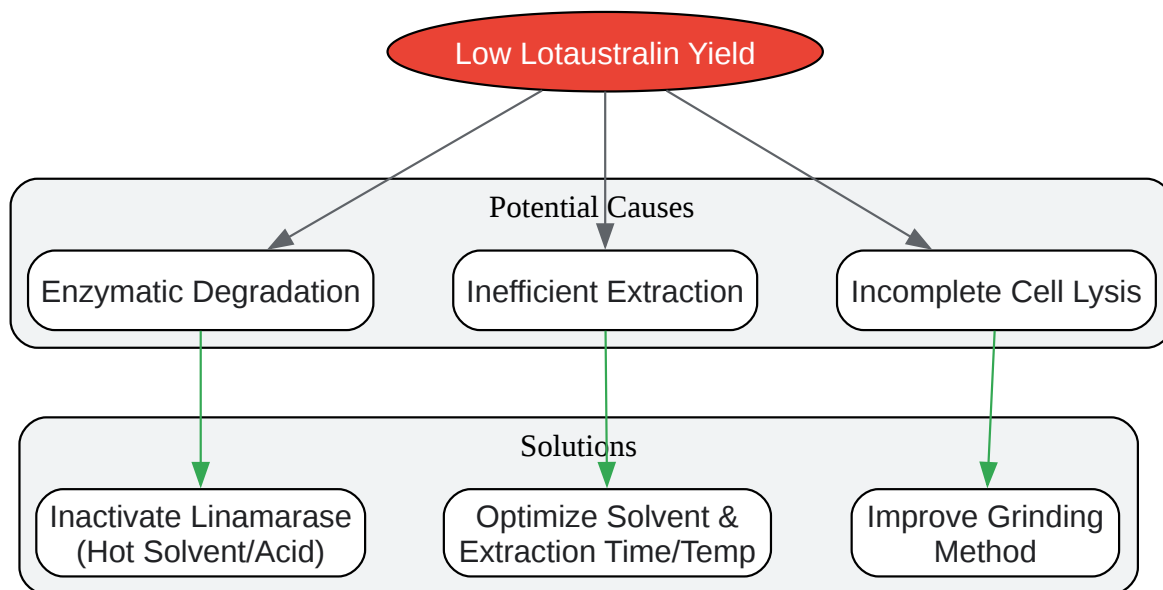 Low Lotaustralin Yield
Potential Causes
Enzymatic Degradation
Inefficient Extraction
Incomplete Cell Lysis
Solutions
Inactivate Linamarase
(Hot Solvent/Acid)
Optimize Solvent &
Extraction Time/Temp
Improve Grinding
Method